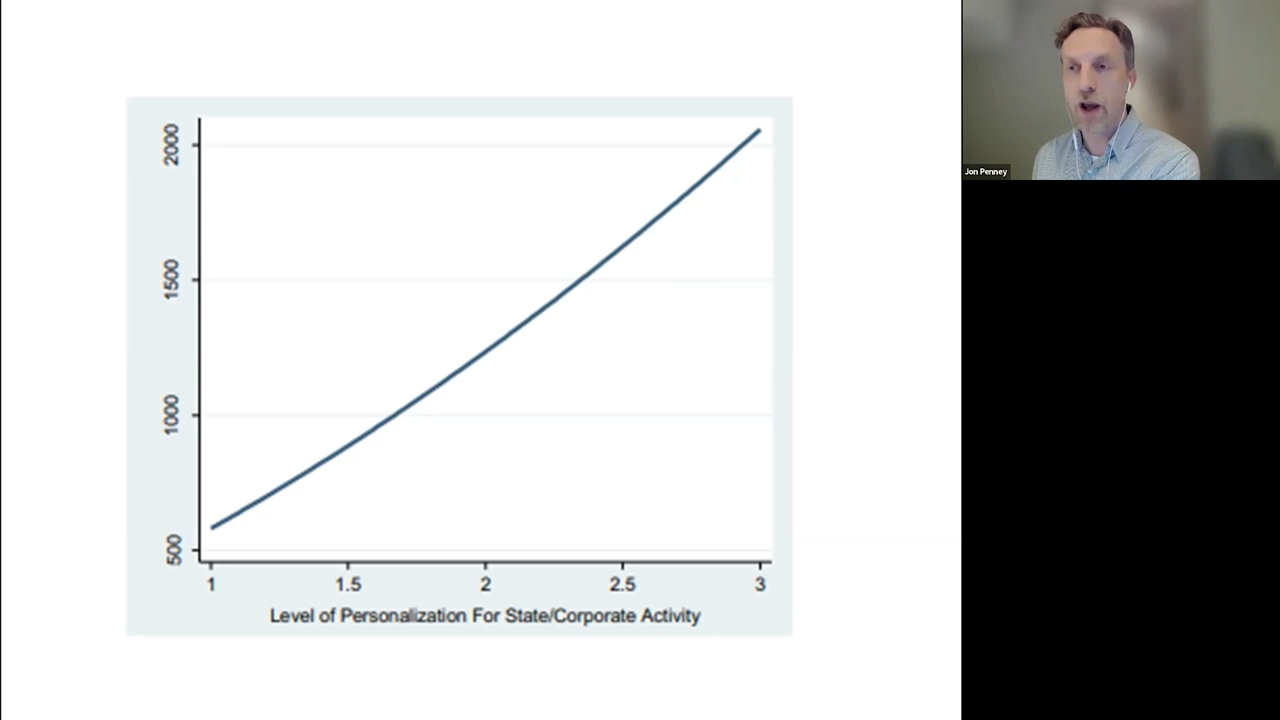 2000
1500
1000
500
1 1.5 2 2.5 3
Level of Personalization For State/Corporate Activity
Jon Penney